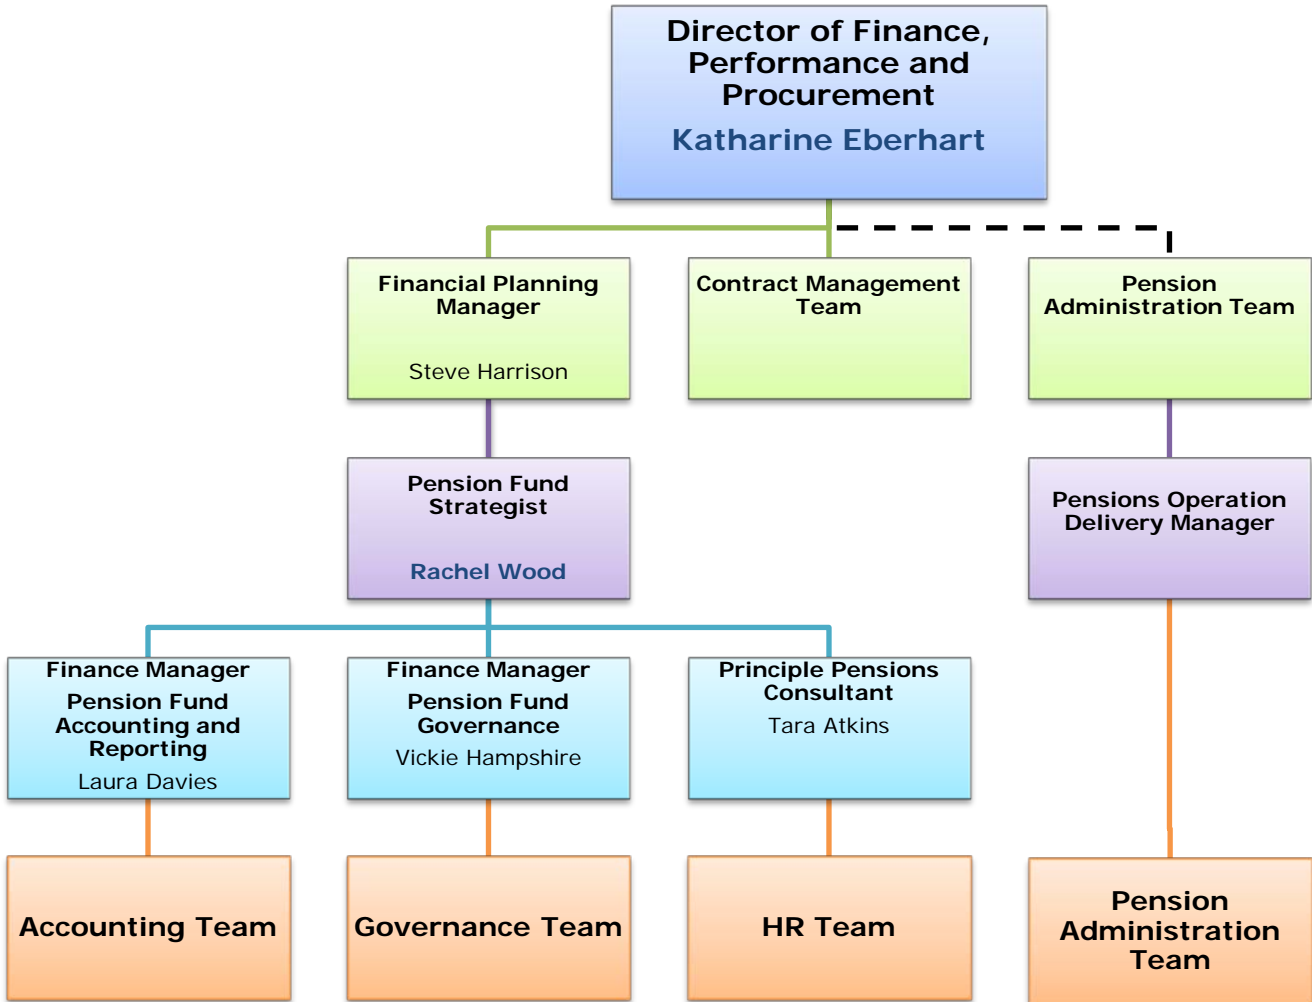 Director of Finance,
Performance and
Procurement
Katharine Eberhart
Financial Planning
Manager
Steve Harrison
Contract Management
Team
Pension
Administration Team
Pension Fund
Strategist
Rachel Wood
Pensions Operation
Delivery Manager
Finance Manager
Pension Fund
Accounting and
Reporting
Laura Davies
Finance Manager
Pension Fund
Governance
Vickie Hampshire
Principle Pensions
Consultant
Tara Atkins
Accounting Team
Governance Team
HR Team
Pension
Administration
Team